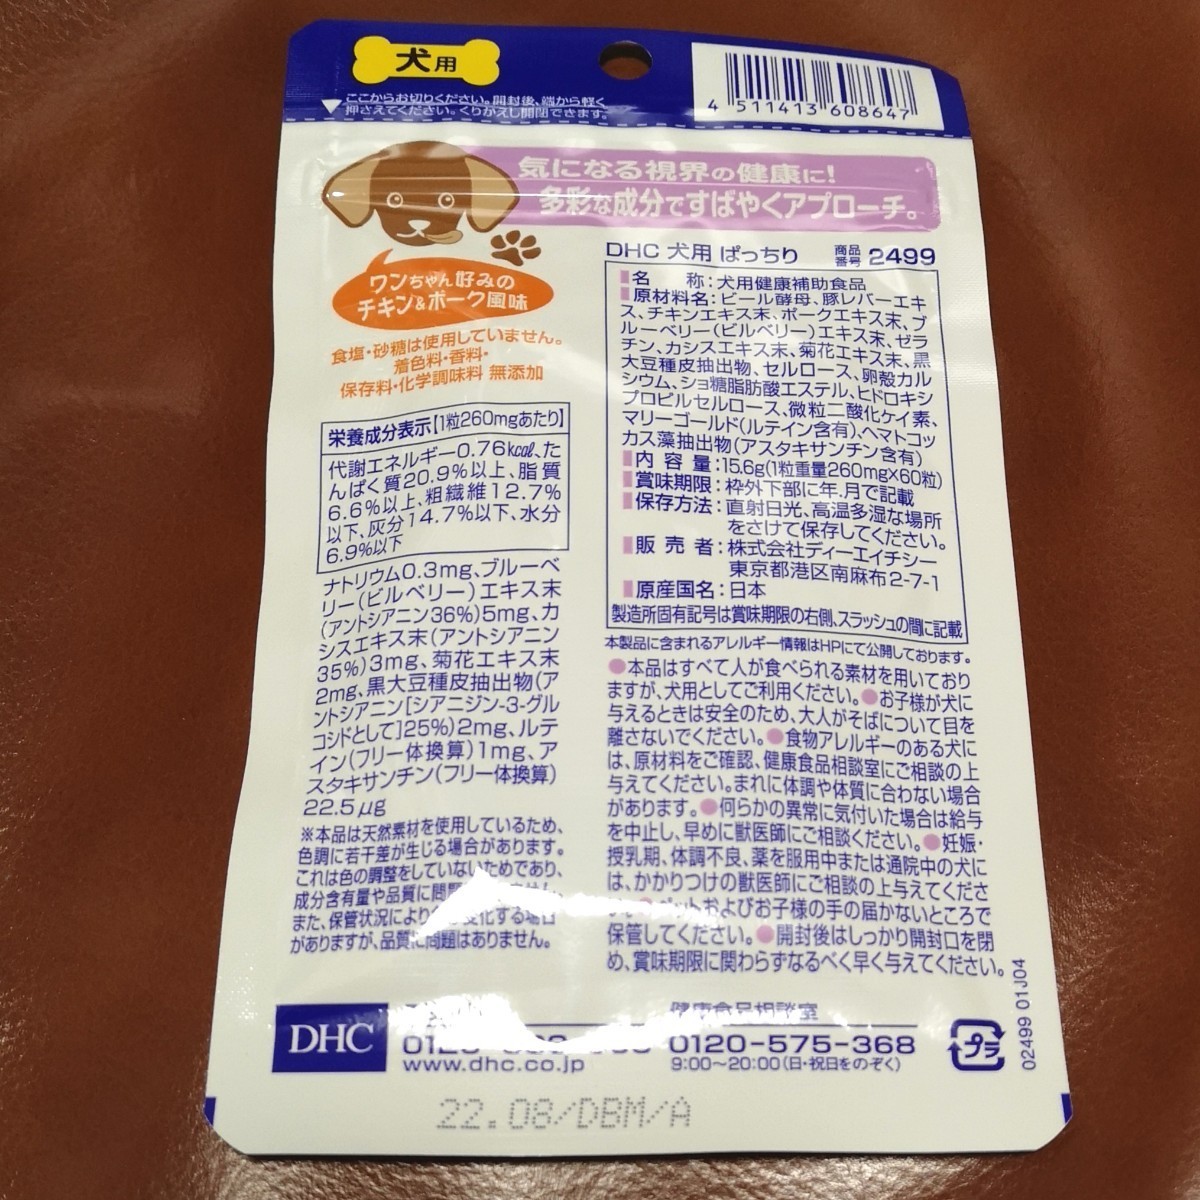 犬用
ここからお切りください。開封後、端から軽く
押さえてください。くりかえし開閉できます。
4 511413 608647
気になる視界の健康に!
多彩な成分ですばやくアプローチ。
ワンちゃん好みの
チキン&ポーク風味
食塩・砂糖は使用していません。
着色料・香料・
保存料・化学調味料 無添加
栄養成分表示【1粒260mgあたり】
代謝エネルギー0.76kcal、た
んぱく質20.9%以上、脂質
6.6%以上、粗繊維12.7%
以下、灰分14.7%以下、水分
6.9%以下
ナトリウム0.3mg、ブルーベ
リー(ビルベリー)エキス末
(アントシアニン36%)5mg、カ
シスエキス末(アントシアニン
35%)3mg、菊花エキス末
2mg、黒大豆種皮抽出物(ア
ントシアニン[シアニジン-3-グル
コシドとして]25%)2mg、ルテ
イン(フリー体換算)1mg、ア
スタキサンチン(フリー体換算)
22.5μg
※本品は天然素材を使用しているため、
色調に若干差が生じる場合があります。
これは色の調整をしていないためであり、
成分含有量や品質に問題
また、保管状況により 変化する場合
がありますが、品質に問題はありません。
DHC 犬用 ぱっちり 商品番号 2499
名 称:犬用健康補助食品
原材料名:ビール酵母、豚レバーエキ
ス、チキンエキス末、ポークエキス末、ブ
ルーベリー(ビルベリー)エキス末、ゼラ
チン、カシスエキス末、菊花エキス末、黒
大豆種皮抽出物、セルロース、卵殻カル
シウム、ショ糖脂肪酸エステル、ヒドロキシ
プロピルセルロース、微粒二酸化ケイ素、
マリーゴールド(ルテイン含有)、ヘマトコッ
カス藻抽出物(アスタキサンチン含有)
内容量:15.6g(1粒重量260mg×60粒)
賞味期限:枠外下部に年.月で記載
保存方法:直射日光、高温多湿な場所
をさけて保存してください。
販売者:株式会社ディーエイチシー
東京都港区南麻布2-7-1
原産国名:日本
製造所固有記号は賞味期限の右側、スラッシュの間に記載
本製品に含まれるアレルギー情報はHPにて公開しております。
●本品はすべて人が食べられる素材を用いており
ますが、犬用としてご利用ください。●お子様が犬に
与えるときは安全のため、大人がそばについて目を
離さないでください。●食物アレルギーのある犬に
は、原材料をご確認、健康食品相談室にご相談の上
与えてください。まれに体調や体質に合わない場合
があります。●何らかの異常に気付いた場合は給与
を中止し、早めに獣医師にご相談ください。●妊娠・
授乳期、体調不良、薬を服用中または通院中の犬に
は、かかりつけの獣医師にご相談の上与えてくださ
い。●ペットおよびお子様の手の届かないところで
保管してください。●開封後はしっかり開封口を閉
め、賞味期限に関わらずなるべく早く与えてください。
DHC
www.dhc.co.jp
健康食品相談室
0120-575-368
9:00〜20:00(日・祝日をのぞく)
プラ
02499 01J04
22.08/DBM/A